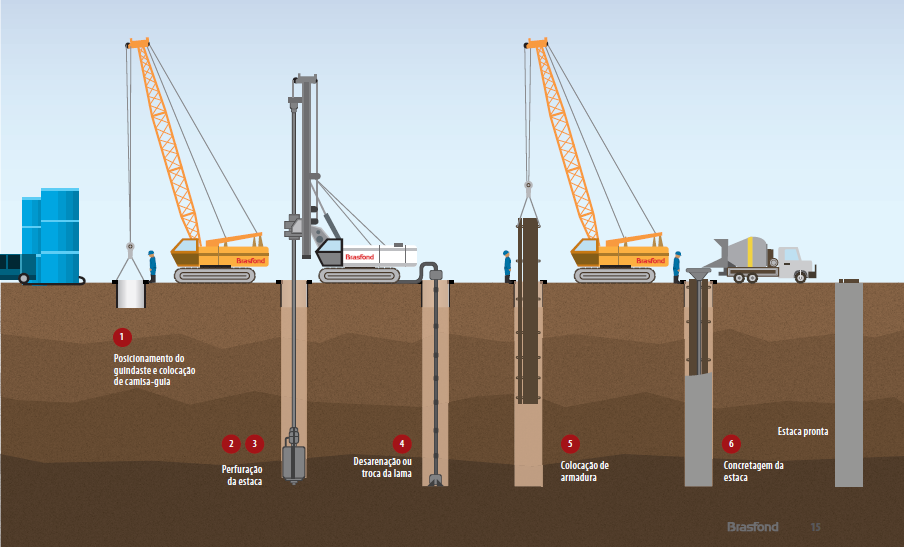 Brasfond
Brasfond
Brasfond
1
Posicionamento do
guindaste e colocação
de camisa-guia
2 3
Perfuração
da estaca
4
Desarenação ou
troca da lama
5
Colocação de
armadura
6
Concretagem da
estaca
Estaca pronta
Brasfond 15